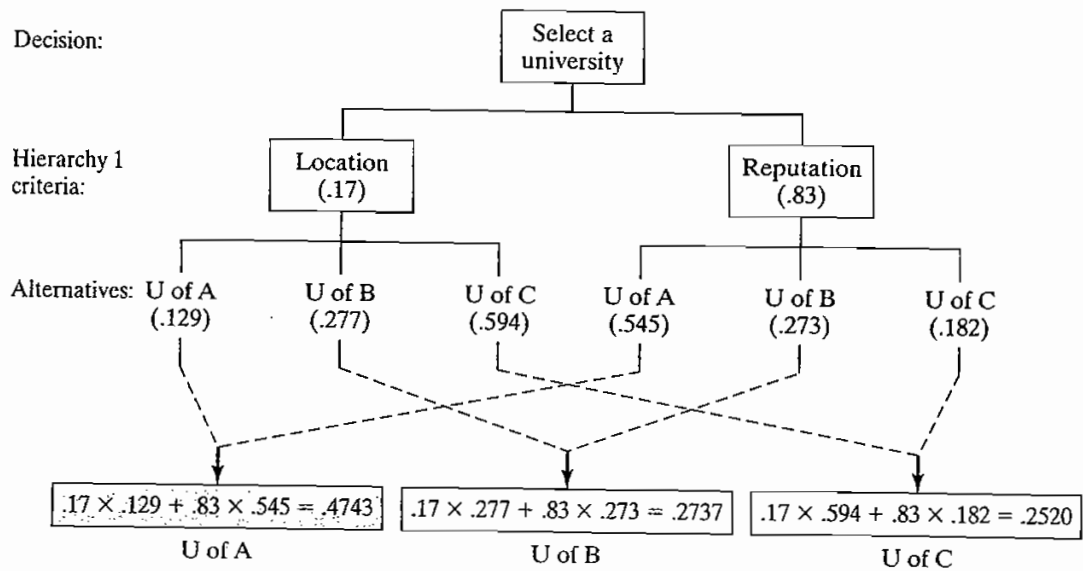 Decision:
Select a
university
Hierarchy 1
criteria:
Location
(.17)
Reputation
(.83)
Alternatives:
U of A
(.129)
U of B
(.277)
U of C
(.594)
U of A
(.545)
U of B
(.273)
U of C
(.182)
.17 × .129 + .83 × .545 = .4743
.17 × .277 + .83 × .273 = .2737
.17 × .594 + .83 × .182 = .2520
U of A
U of B
U of C